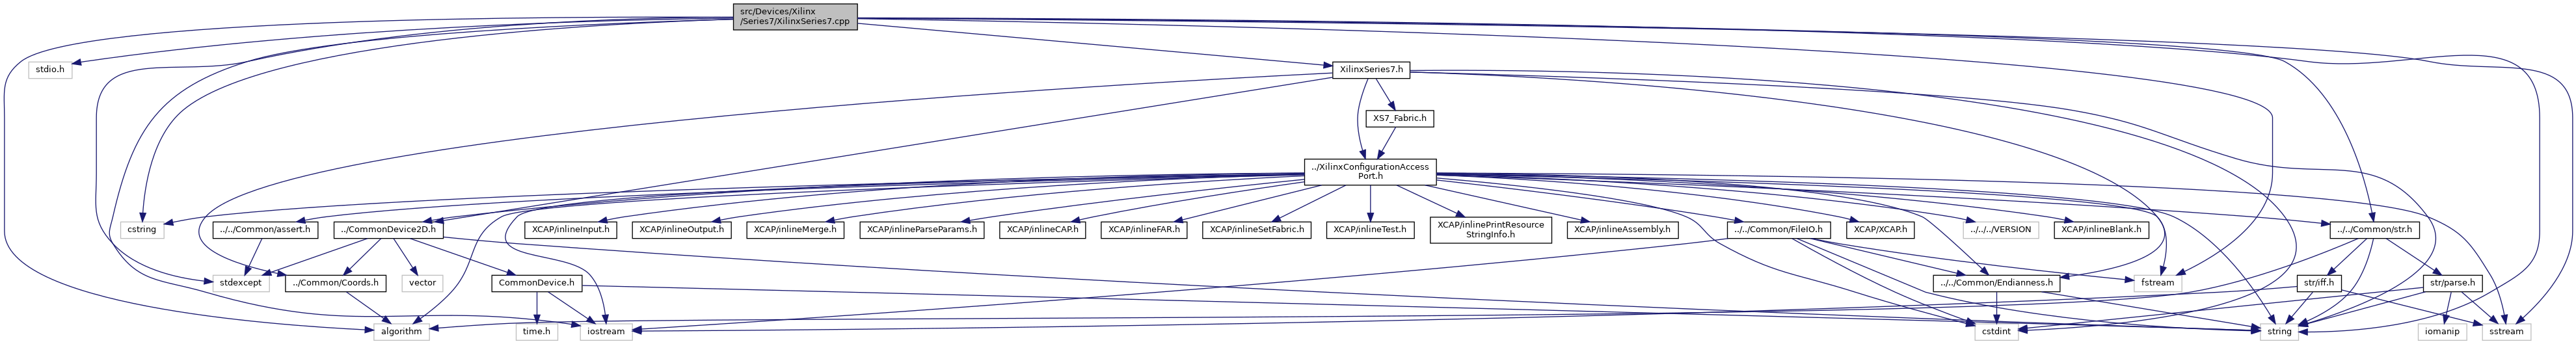 src/Devices/Xilinx
/Series7/XilinxSeries7.cpp
stdio.h
XilinxSeries7.h
XS7_Fabric.h
../XilinxConfigurationAccess
Port.h
cstring
../../Common/assert.h
../CommonDevice2D.h
XCAP/inlineInput.h
XCAP/inlineOutput.h
XCAP/inlineMerge.h
XCAP/inlineParseParams.h
XCAP/inlineCAP.h
XCAP/inlineFAR.h
XCAP/inlineSetFabric.h
XCAP/inlineTest.h
XCAP/inlinePrintResource
StringInfo.h
XCAP/inlineAssembly.h
../../Common/FileIO.h
XCAP/XCAP.h
../../../VERSION
XCAP/inlineBlank.h
../../Common/str.h
stdexcept
../Common/Coords.h
vector
CommonDevice.h
../../Common/Endianness.h
fstream
str/iff.h
str/parse.h
algorithm
time.h
iostream
cstdint
string
iomanip
sstream